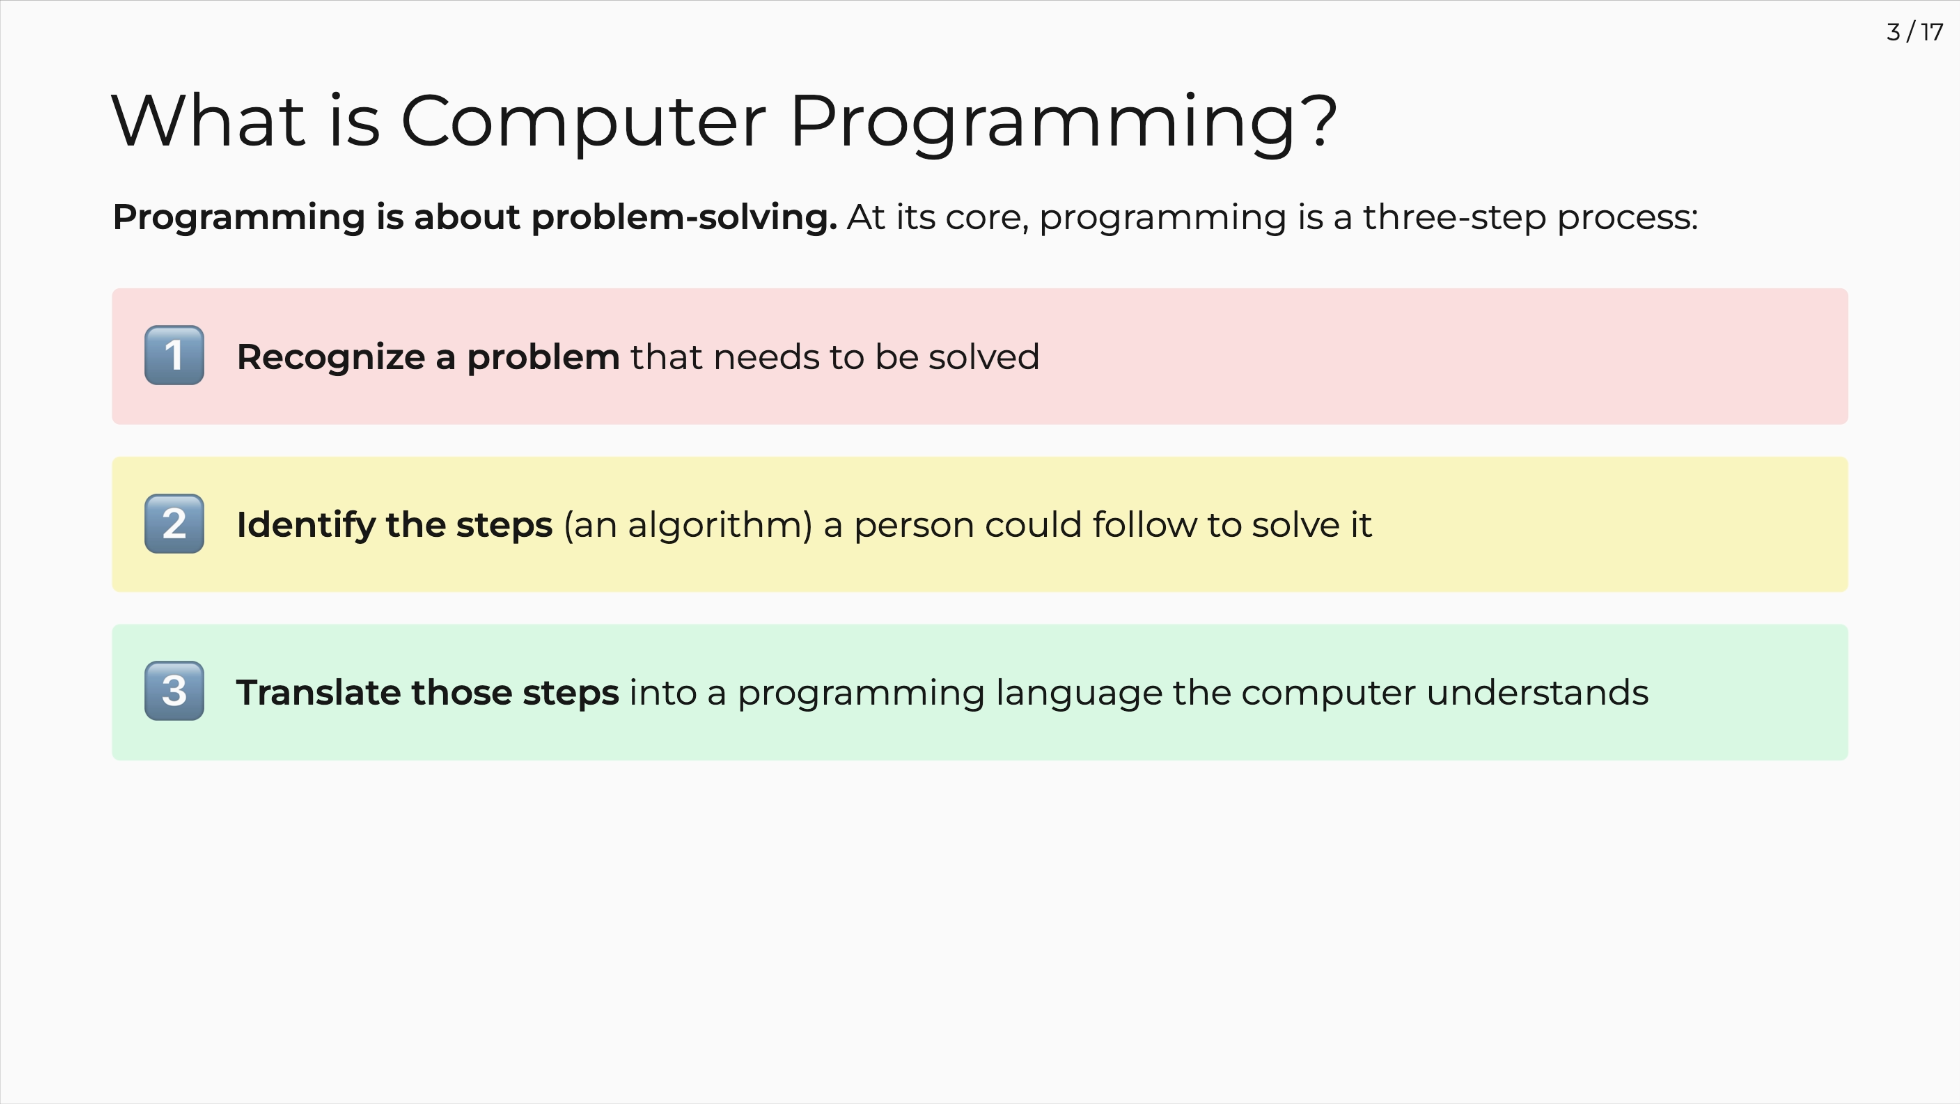 3 / 17
What is Computer Programming?
Programming is about problem-solving. At its core, programming is a three-step process:
1 Recognize a problem that needs to be solved
2 Identify the steps (an algorithm) a person could follow to solve it
3 Translate those steps into a programming language the computer understands